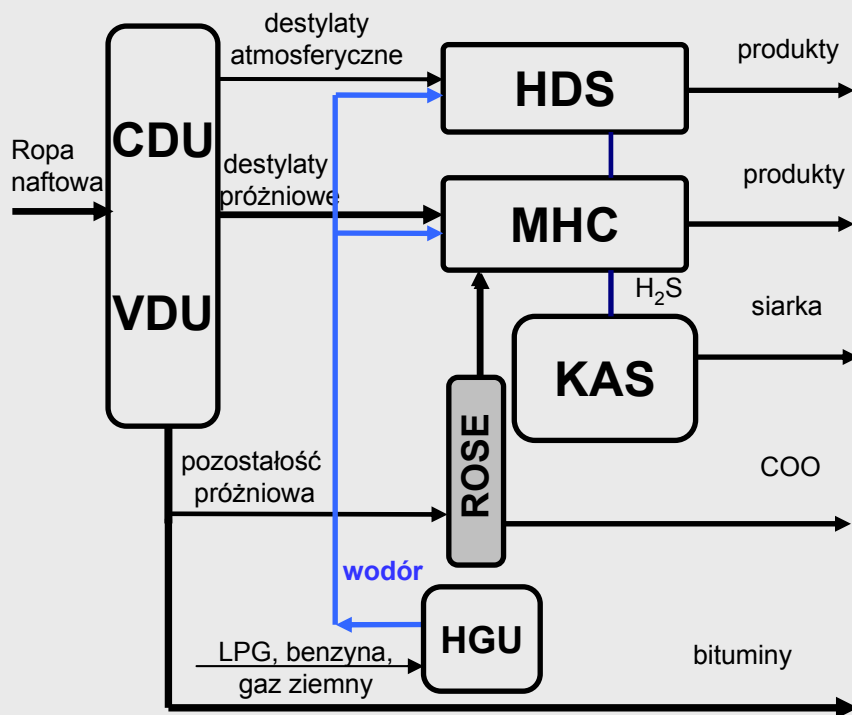 destylaty
atmosferyczne
HDS
produkty
CDU
Ropa
naftowa
destylaty
próżniowe
MHC
produkty
VDU
H₂S
siarka
KAS
pozostałość
próżniowa
ROSE
COO
wodór
HGU
LPG, benzyna,
gaz ziemny
bituminy